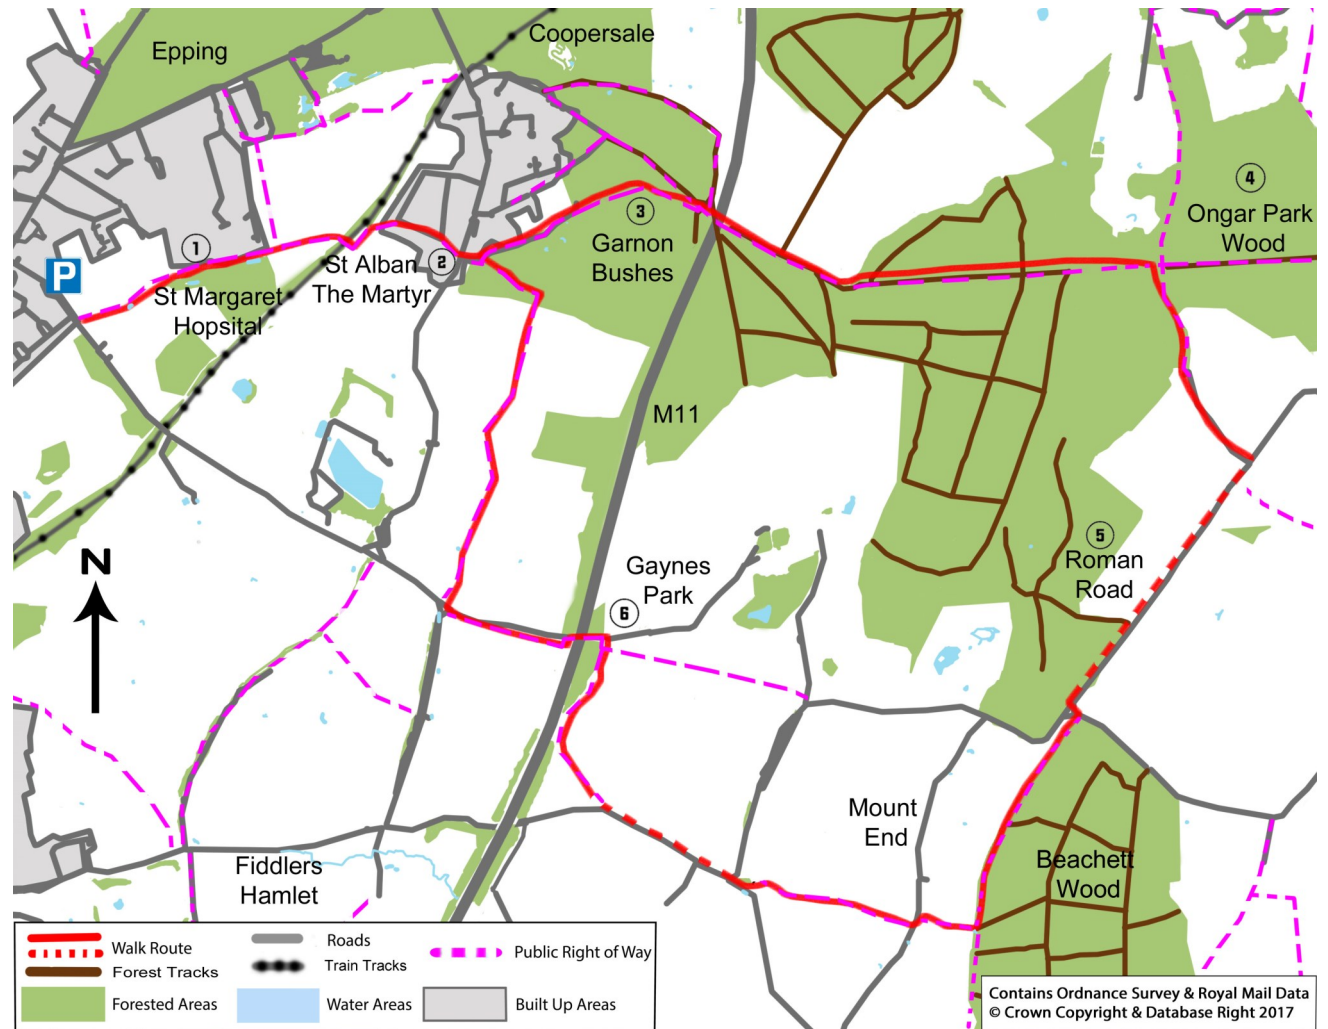 Epping
Coopersale
P
1
St Margaret
Hopsital
St Alban
The Martyr
2
3
Garnon
Bushes
4
Ongar Park
Wood
M11
N
Gaynes
Park
6
5
Roman
Road
Mount
End
Beachett
Wood
Fiddlers
Hamlet
Walk Route
Forest Tracks
Forested Areas
Roads
Train Tracks
Water Areas
Public Right of Way
Built Up Areas
Contains Ordnance Survey & Royal Mail Data
© Crown Copyright & Database Right 2017